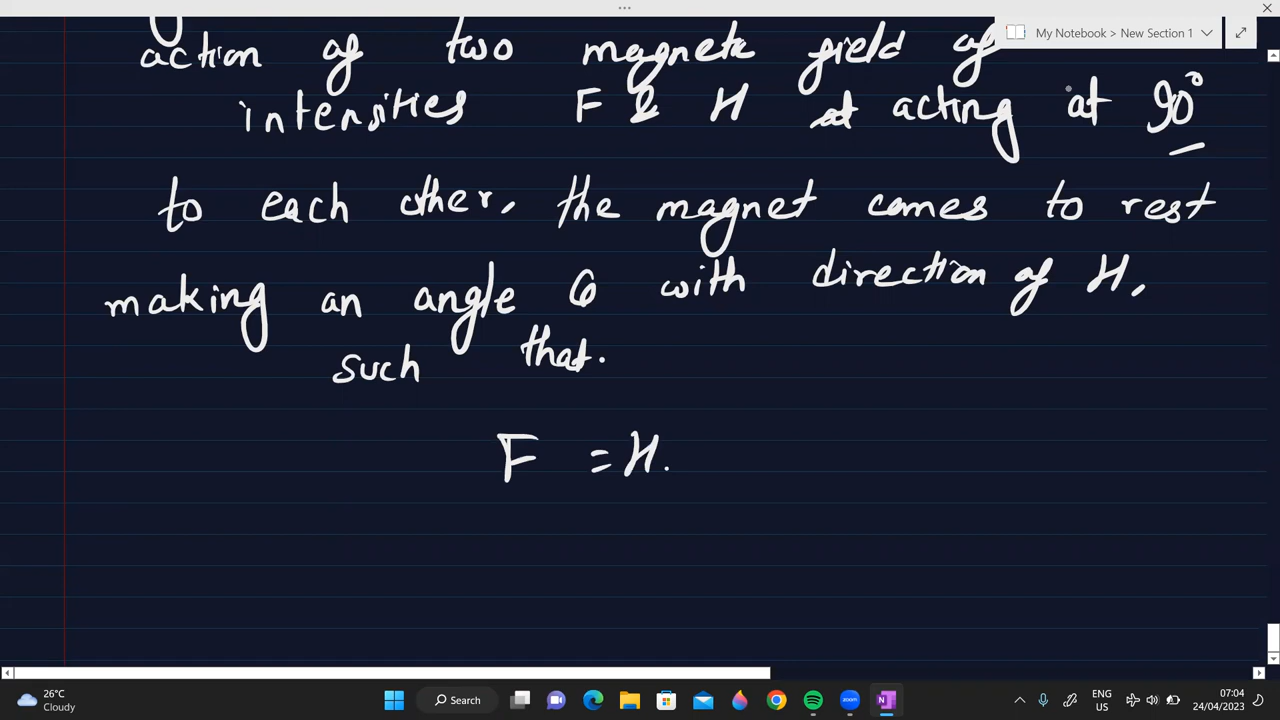 My Notebook > New Section 1
action of two magnetic field of
intensities F & H at acting at 90°
to each other, the magnet comes to rest
making an angle θ with direction of H,
such that.
F = H.
26°C
Cloudy
Search
zoom
ENG
US
07:04
24/04/2023